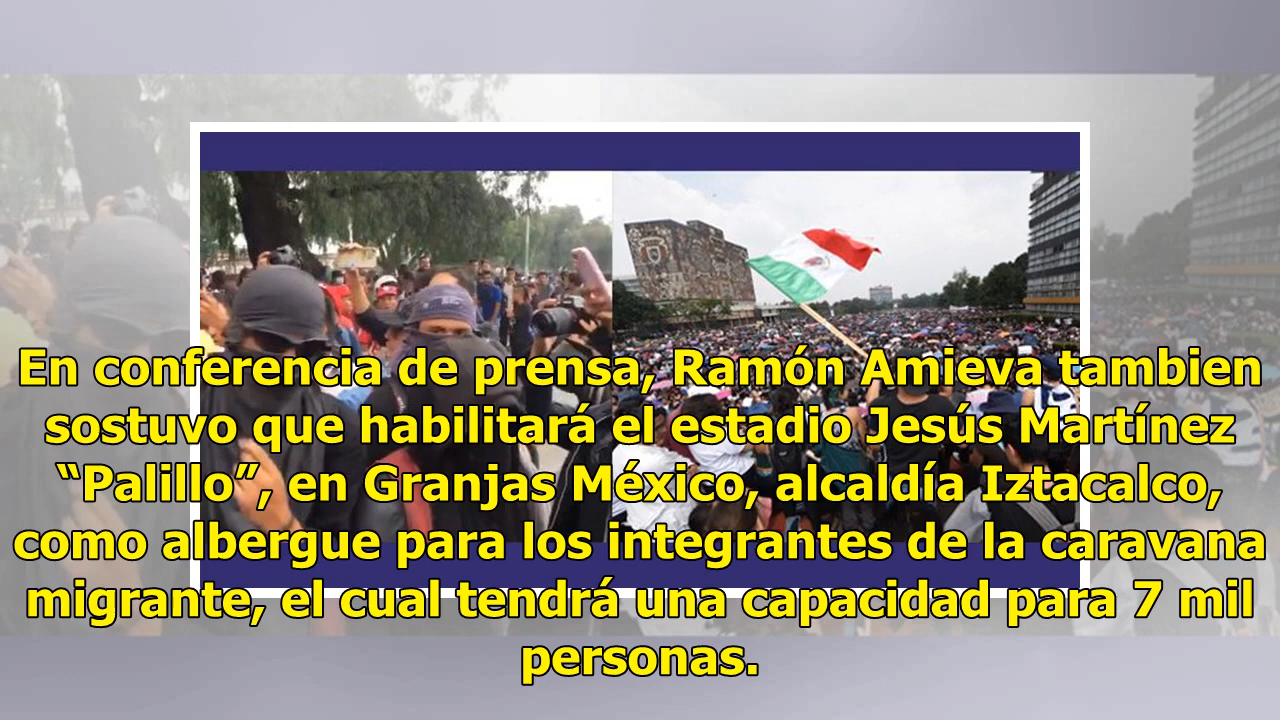 En conferencia de prensa, Ramón Amieva tambien
sostuvo que habilitará el estadio Jesús Martínez
“Palillo”, en Granjas México, alcaldía Iztacalco,
como albergue para los integrantes de la caravana
migrante, el cual tendrá una capacidad para 7 mil
personas.